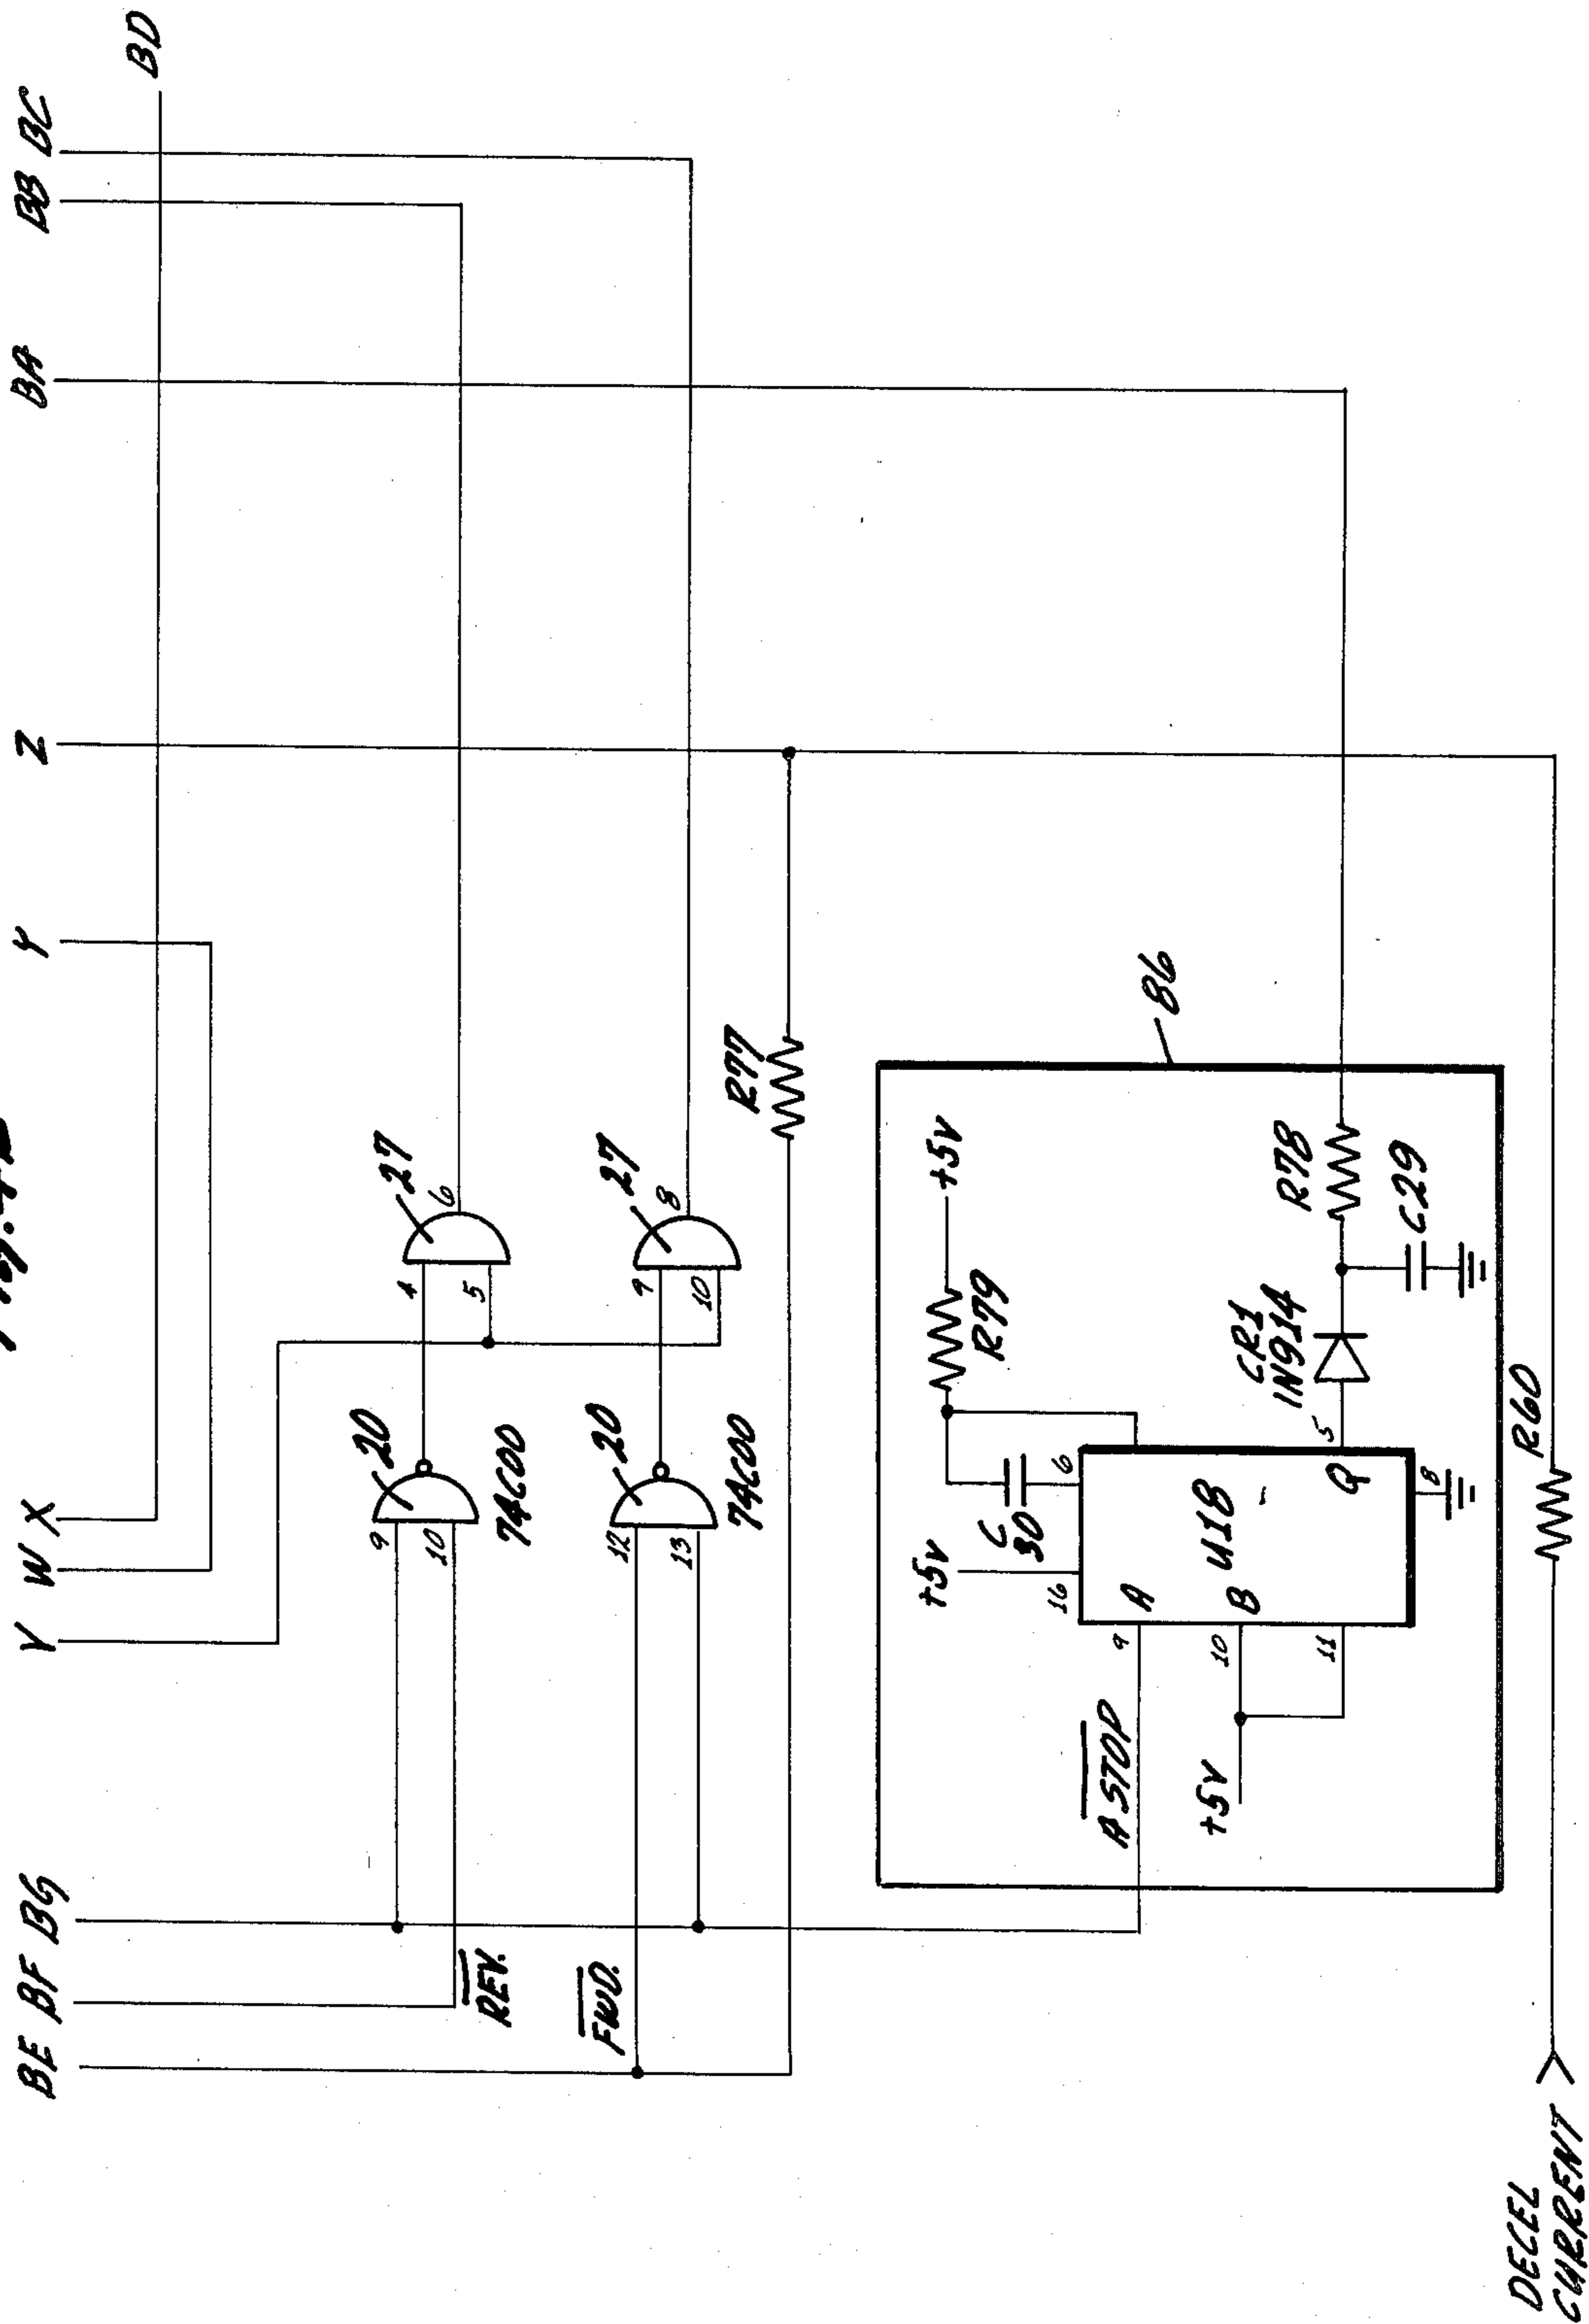 BE BF BG V W X Y Z BA BB BC
BD
REV.
FWD.
9
10
20
74C00
12
13
20
74C00
4
5
6
27
9
10
8
27
R77
86
+5V
R79
C
30
+5V
16
6
A STOP
9
A
10
B
11
+5V
U18
Q
5
8
CR1
1N914
R78
C29
R60
DECEL
CURRENT